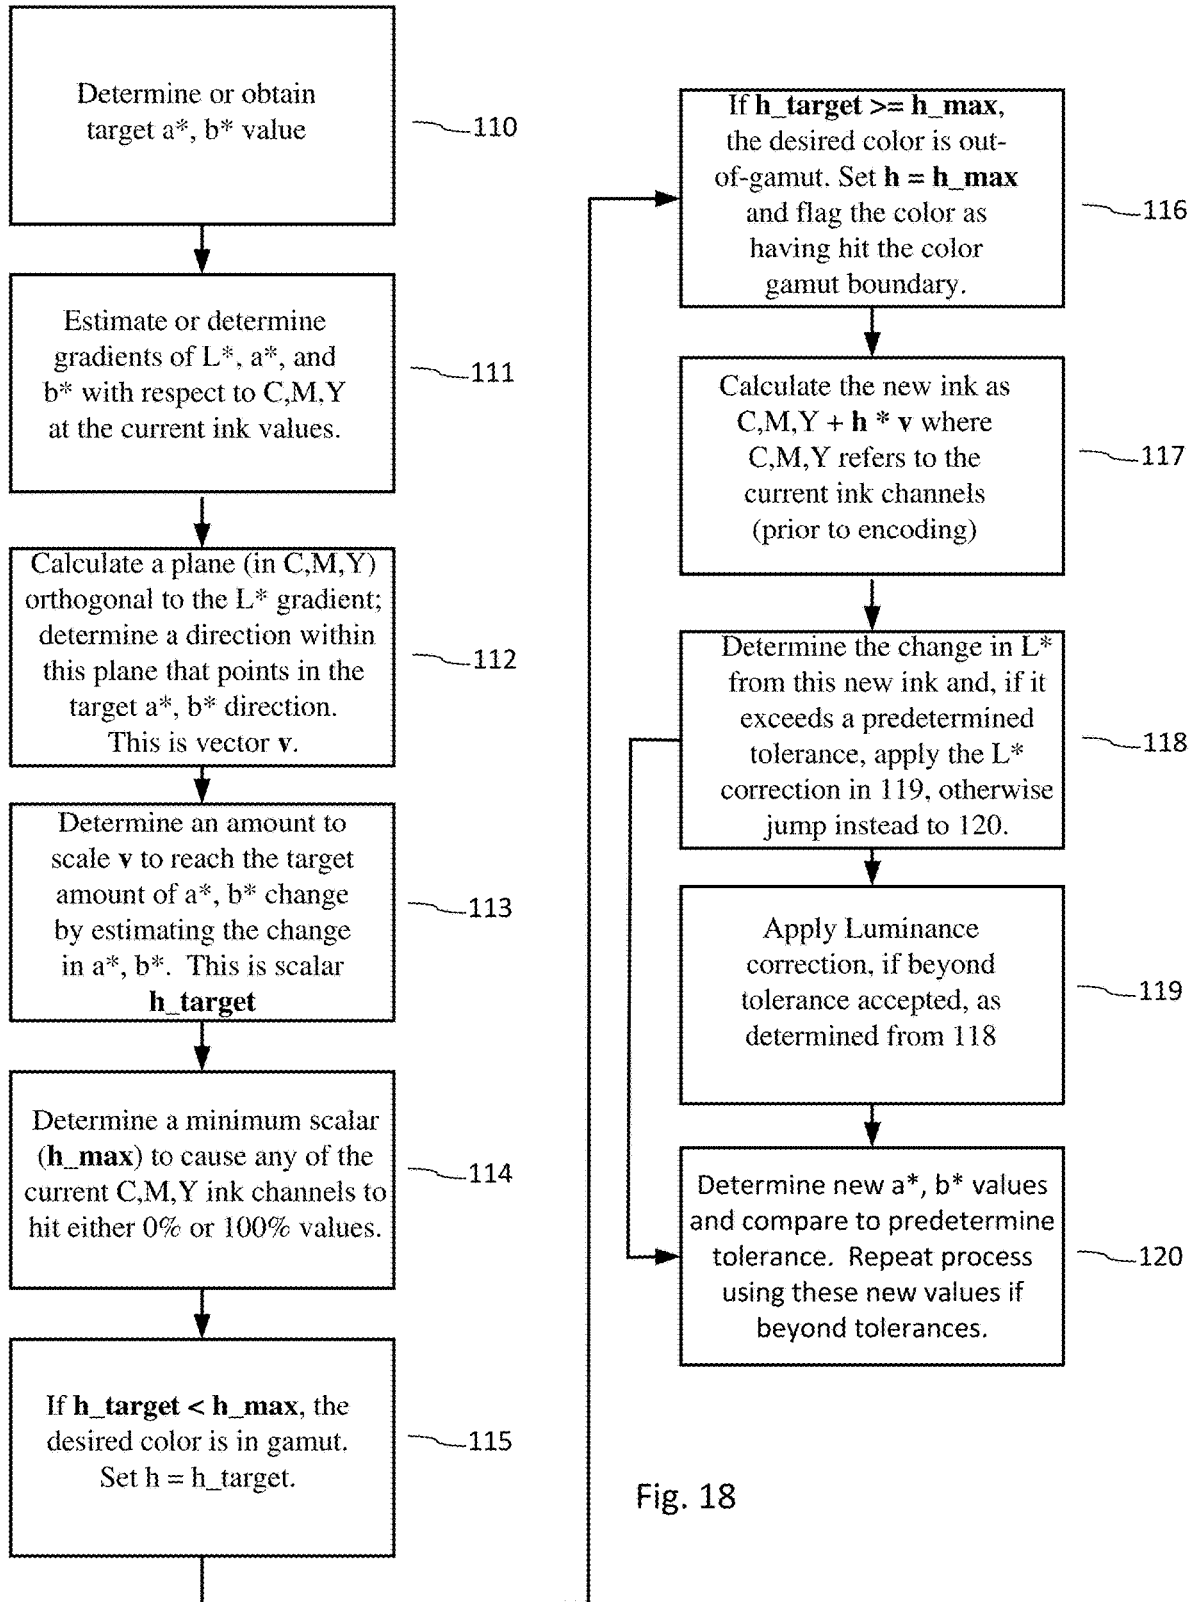 Determine or obtain
target a*, b* value
110
Estimate or determine
gradients of L*, a*, and
b* with respect to C,M,Y
at the current ink values.
111
Calculate a plane (in C,M,Y)
orthogonal to the L* gradient;
determine a direction within
this plane that points in the
target a*, b* direction.
This is vector v.
112
Determine an amount to
scale v to reach the target
amount of a*, b* change
by estimating the change
in a*, b*. This is scalar
h_target
113
Determine a minimum scalar
(h_max) to cause any of the
current C,M,Y ink channels to
hit either 0% or 100% values.
114
If h_target < h_max, the
desired color is in gamut.
Set h = h_target.
115
If h_target >= h_max,
the desired color is out-
of-gamut. Set h = h_max
and flag the color as
having hit the color
gamut boundary.
116
Calculate the new ink as
C,M,Y + h * v where
C,M,Y refers to the
current ink channels
(prior to encoding)
117
Determine the change in L*
from this new ink and, if it
exceeds a predetermined
tolerance, apply the L*
correction in 119, otherwise
jump instead to 120.
118
Apply Luminance
correction, if beyond
tolerance accepted, as
determined from 118
119
Determine new a*, b* values
and compare to predetermine
tolerance. Repeat process
using these new values if
beyond tolerances.
120
Fig. 18